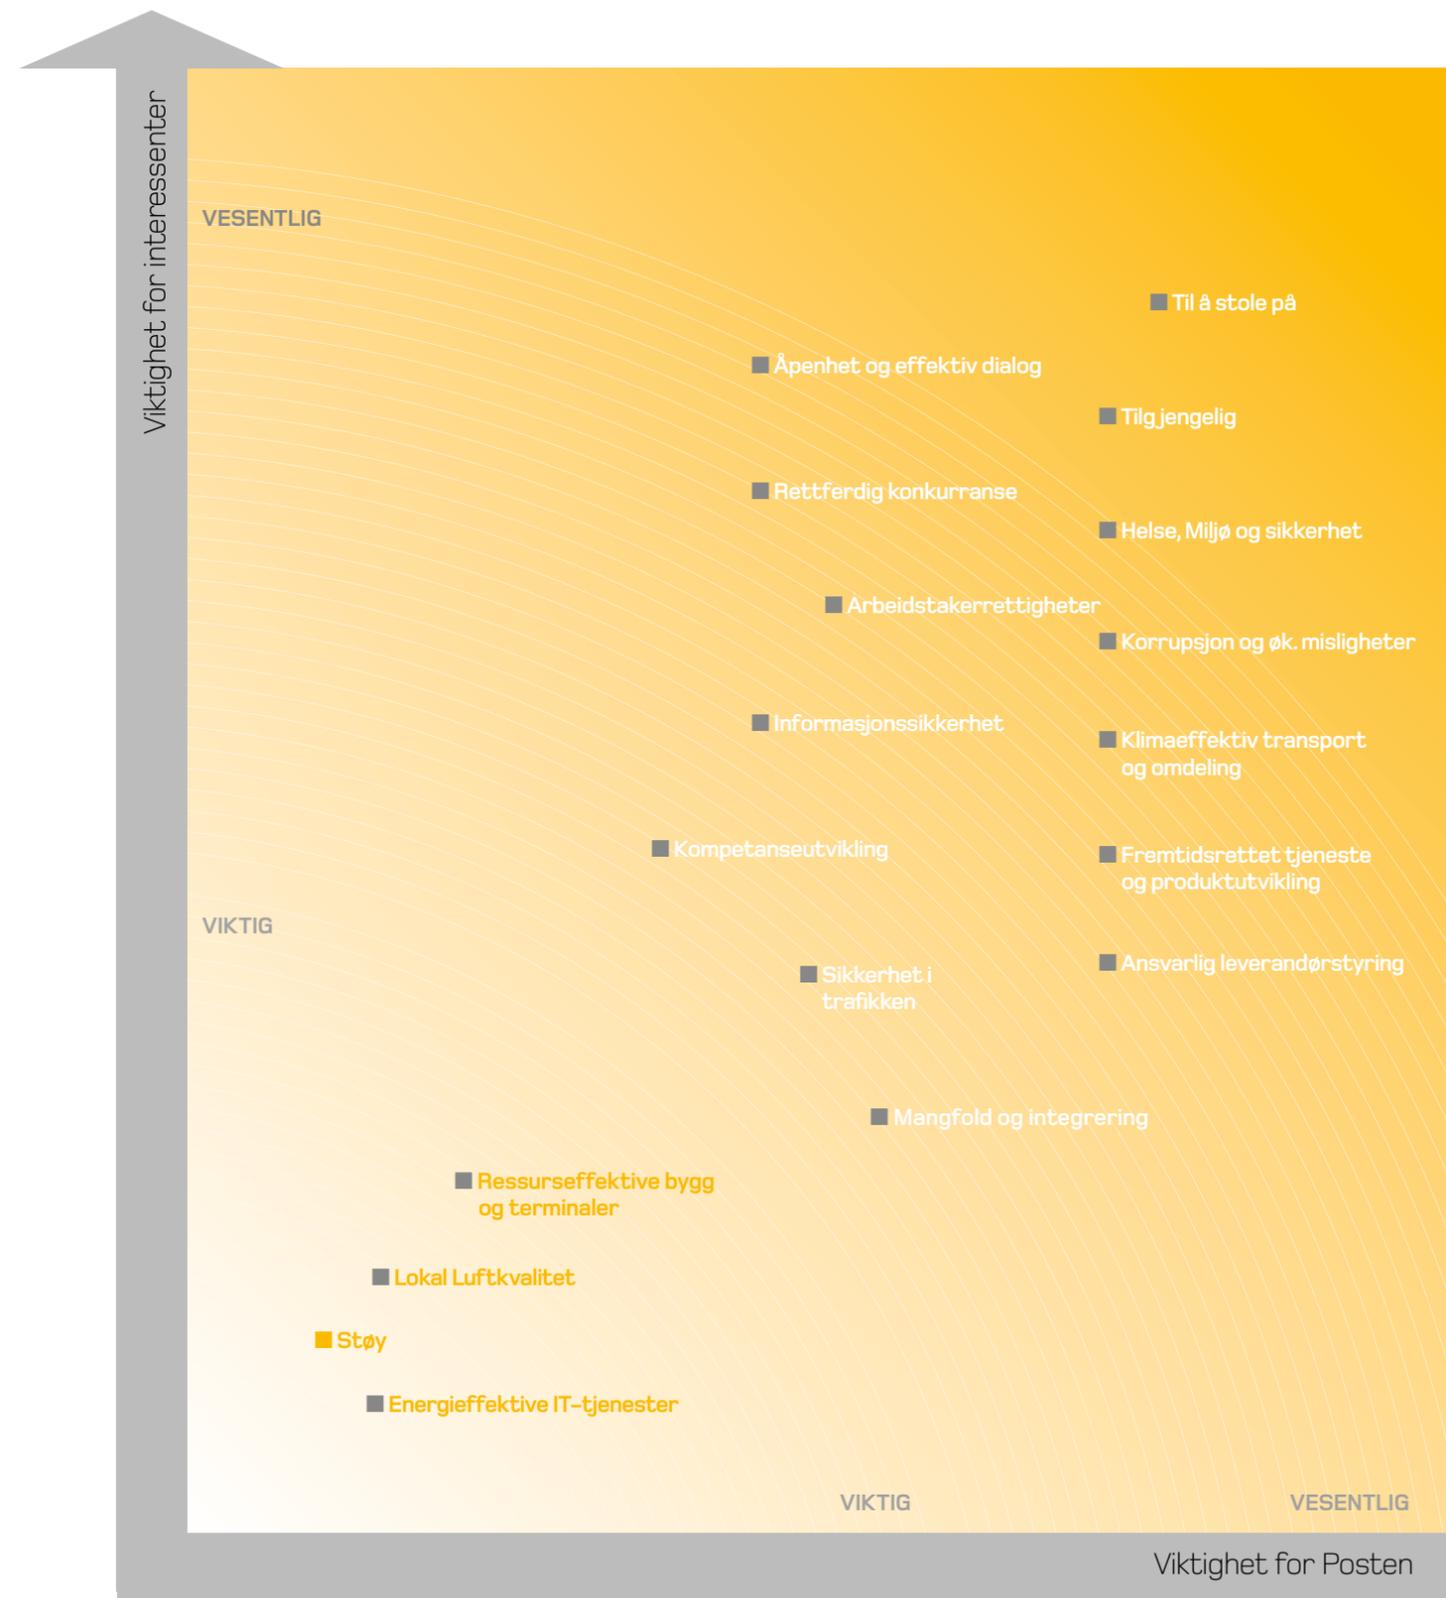 Viktighet for interessenter
VESENTLIG
Til å stole på
Åpenhet og effektiv dialog
Tilgjengelig
Rettferdig konkurranse
Helse, Miljø og sikkerhet
Arbeidstakerrettigheter
Korrupsjon og øk. misligheter
Informasjonssikkerhet
Klimaeffektiv transport
og omdeling
Kompetanseutvikling
Fremtidsrettet tjeneste
og produktutvikling
VIKTIG
Ansvarlig leverandørstyring
Sikkerhet i
trafikken
Mangfold og integrering
Ressurseffektive bygg
og terminaler
Lokal Luftkvalitet
Støy
Energieffektive IT-tjenester
VIKTIG
VESENTLIG
Viktighet for Posten